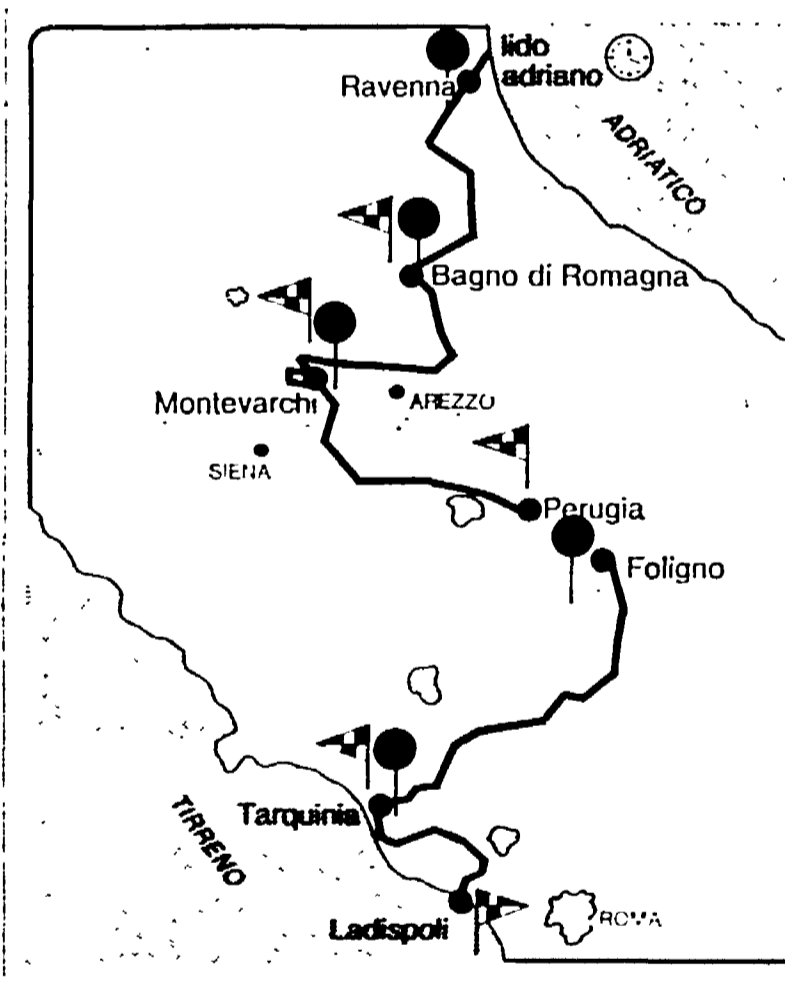 lido
adriano
Ravenna
ADRIATICO
Bagno di Romagna
Montevarchi
AREZZO
SIENA
Perugia
Foligno
Tarquinia
TIRRENO
Ladispoli
ROMA